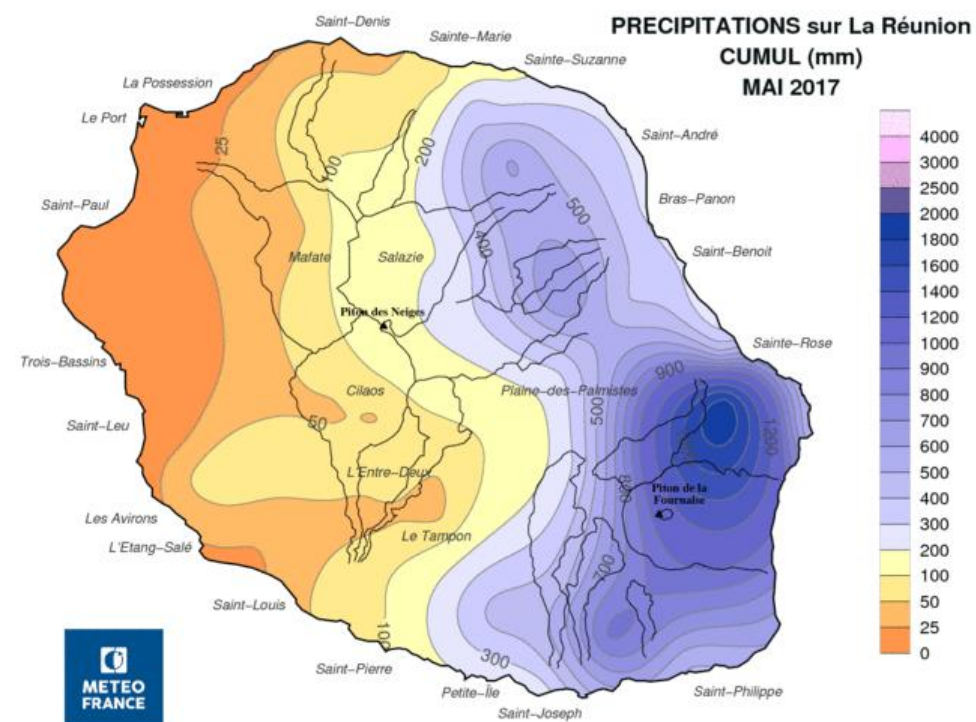 PRECIPITATIONS sur La Réunion
CUMUL (mm)
MAI 2017
Saint-Denis
Sainte-Marie
Sainte-Suzanne
La Possession
Le Port
Saint-André
Saint-Paul
Bras-Panon
Saint-Benoit
Mafate
Salazie
Piton des Neiges
Sainte-Rose
Trois-Bassins
Cilaos
Plaine-des-Palmistes
Saint-Leu
L'Entre-Deux
Piton de la
Fournaise
Les Avirons
L'Etang-Salé
Le Tampon
Saint-Louis
Saint-Pierre
Petite-Île
Saint-Joseph
Saint-Philippe
25
100
200
400
500
50
500
900
1200
800
700
100
300
4000
3000
2500
2000
1800
1600
1400
1200
1000
900
800
700
600
500
400
300
200
100
50
25
0
METEO
FRANCE